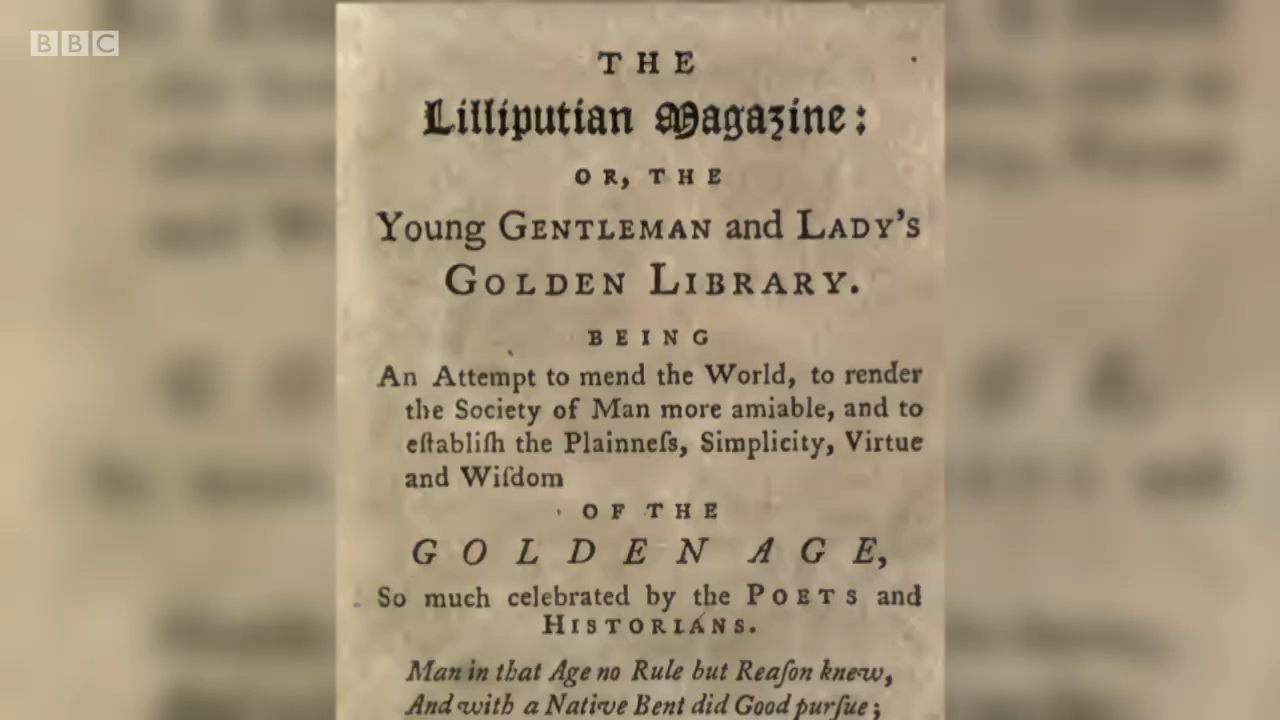 BBC
THE
Lilliputian Magazine:
OR, THE
Young GENTLEMAN and LADY'S
GOLDEN LIBRARY.
BEING
An Attempt to mend the World, to render
the Society of Man more amiable, and to
eſtabliſh the Plainneſs, Simplicity, Virtue
and Wiſdom
OF THE
GOLDEN AGE,
So much celebrated by the POETS and
HISTORIANS.
Man in that Age no Rule but Reaſon knew,
And with a Native Bent did Good purſue;